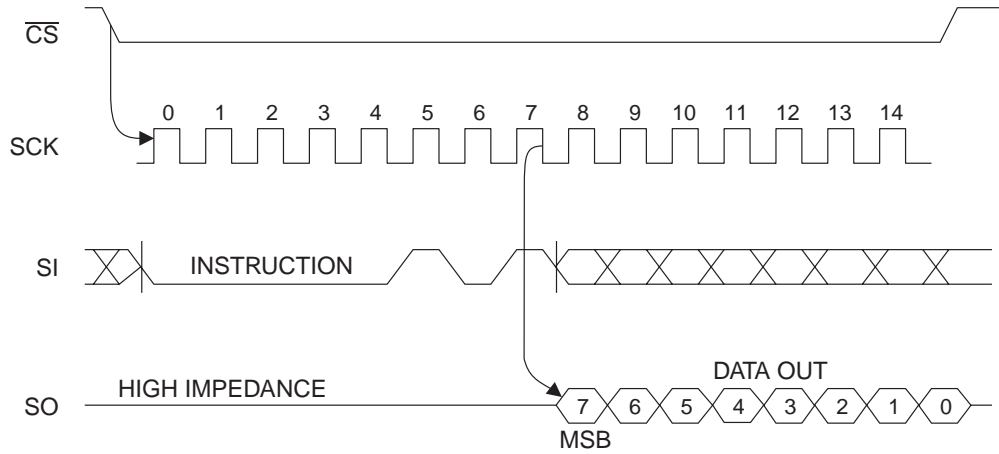 CS
0 1 2 3 4 5 6 7 8 9 10 11 12 13 14
SCK
SI
INSTRUCTION
HIGH IMPEDANCE
DATA OUT
SO
7 6 5 4 3 2 1 0
MSB